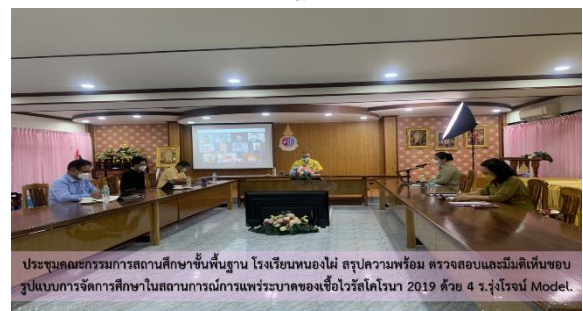 ประชุมคณะกรรมการสถานศึกษาขั้นพื้นฐาน โรงเรียนหนองไผ่ สรุปความพร้อม ตรวจสอบและมีมติเห็นชอบ
รูปแบบการจัดการศึกษาในสถานการณ์การแพร่ระบาดของเชื้อไวรัสโคโรนา 2019 ด้วย 4 ร.รุ่งโรจน์ Model.